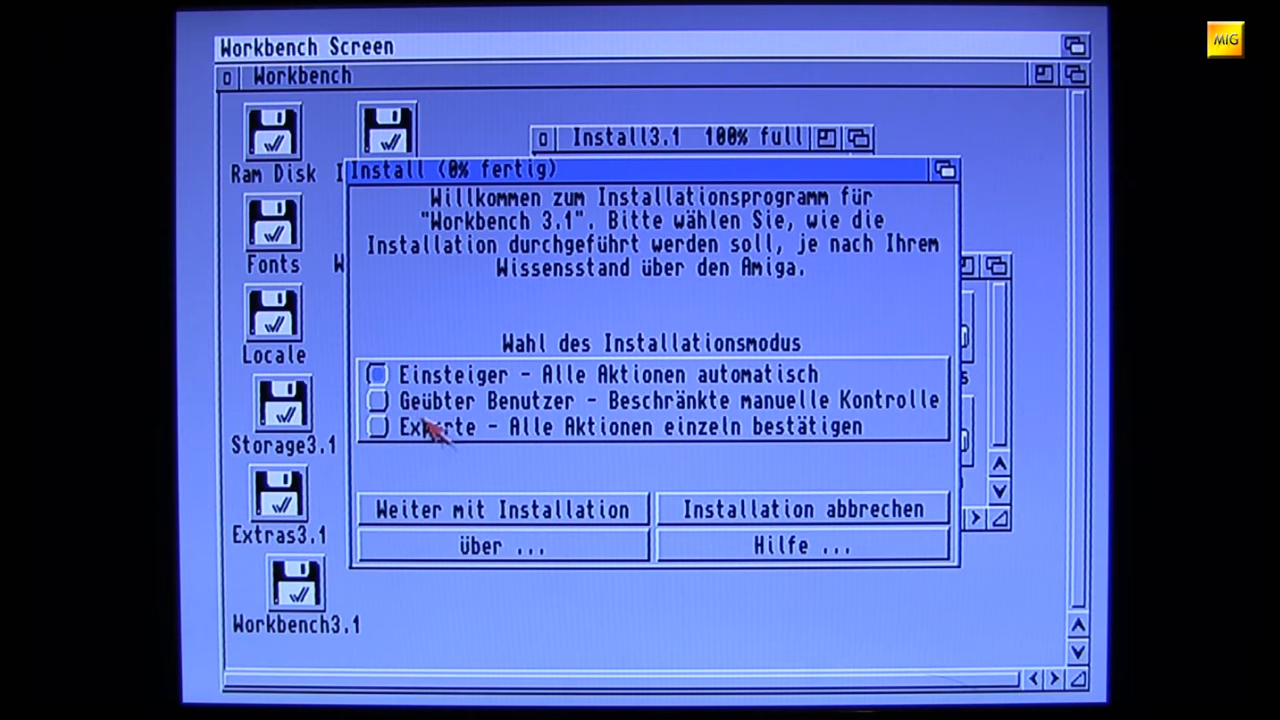 MIG
Workbench Screen
Workbench
Ram Disk
Install3.1 100% full
Install (0% fertig)
Willkommen zum Installationsprogramm für
"Workbench 3.1". Bitte wählen Sie, wie die
Installation durchgeführt werden soll, je nach Ihrem
Wissensstand über den Amiga.
Fonts
Wahl des Installationsmodus
Locale
Einsteiger - Alle Aktionen automatisch
Geübter Benutzer - Beschränkte manuelle Kontrolle
Experte - Alle Aktionen einzeln bestätigen
Storage3.1
Weiter mit Installation
Installation abbrechen
Extras3.1
über ...
Hilfe ...
Workbench3.1